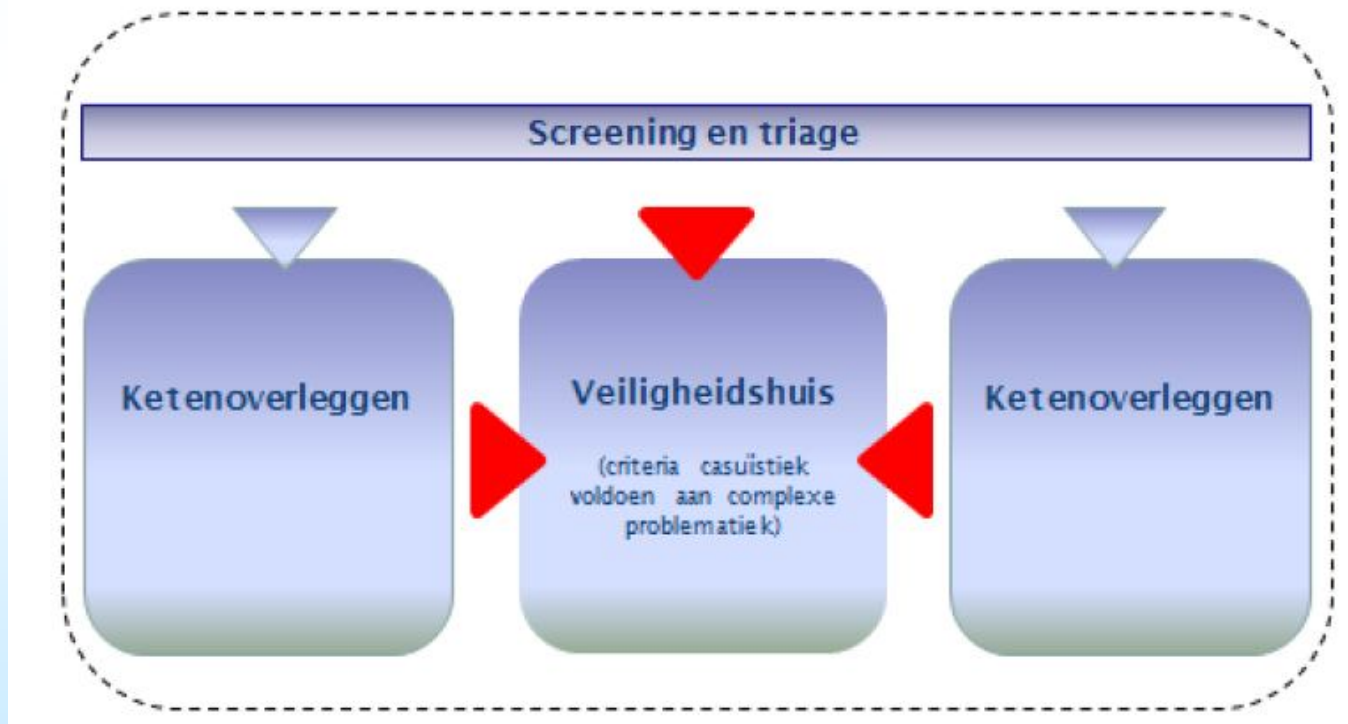 Screening en triage
Ketenoverleggen
Veiligheidshuis
(criteria casuïstiek
voldoen aan complexe
problematiek)
Ketenoverleggen